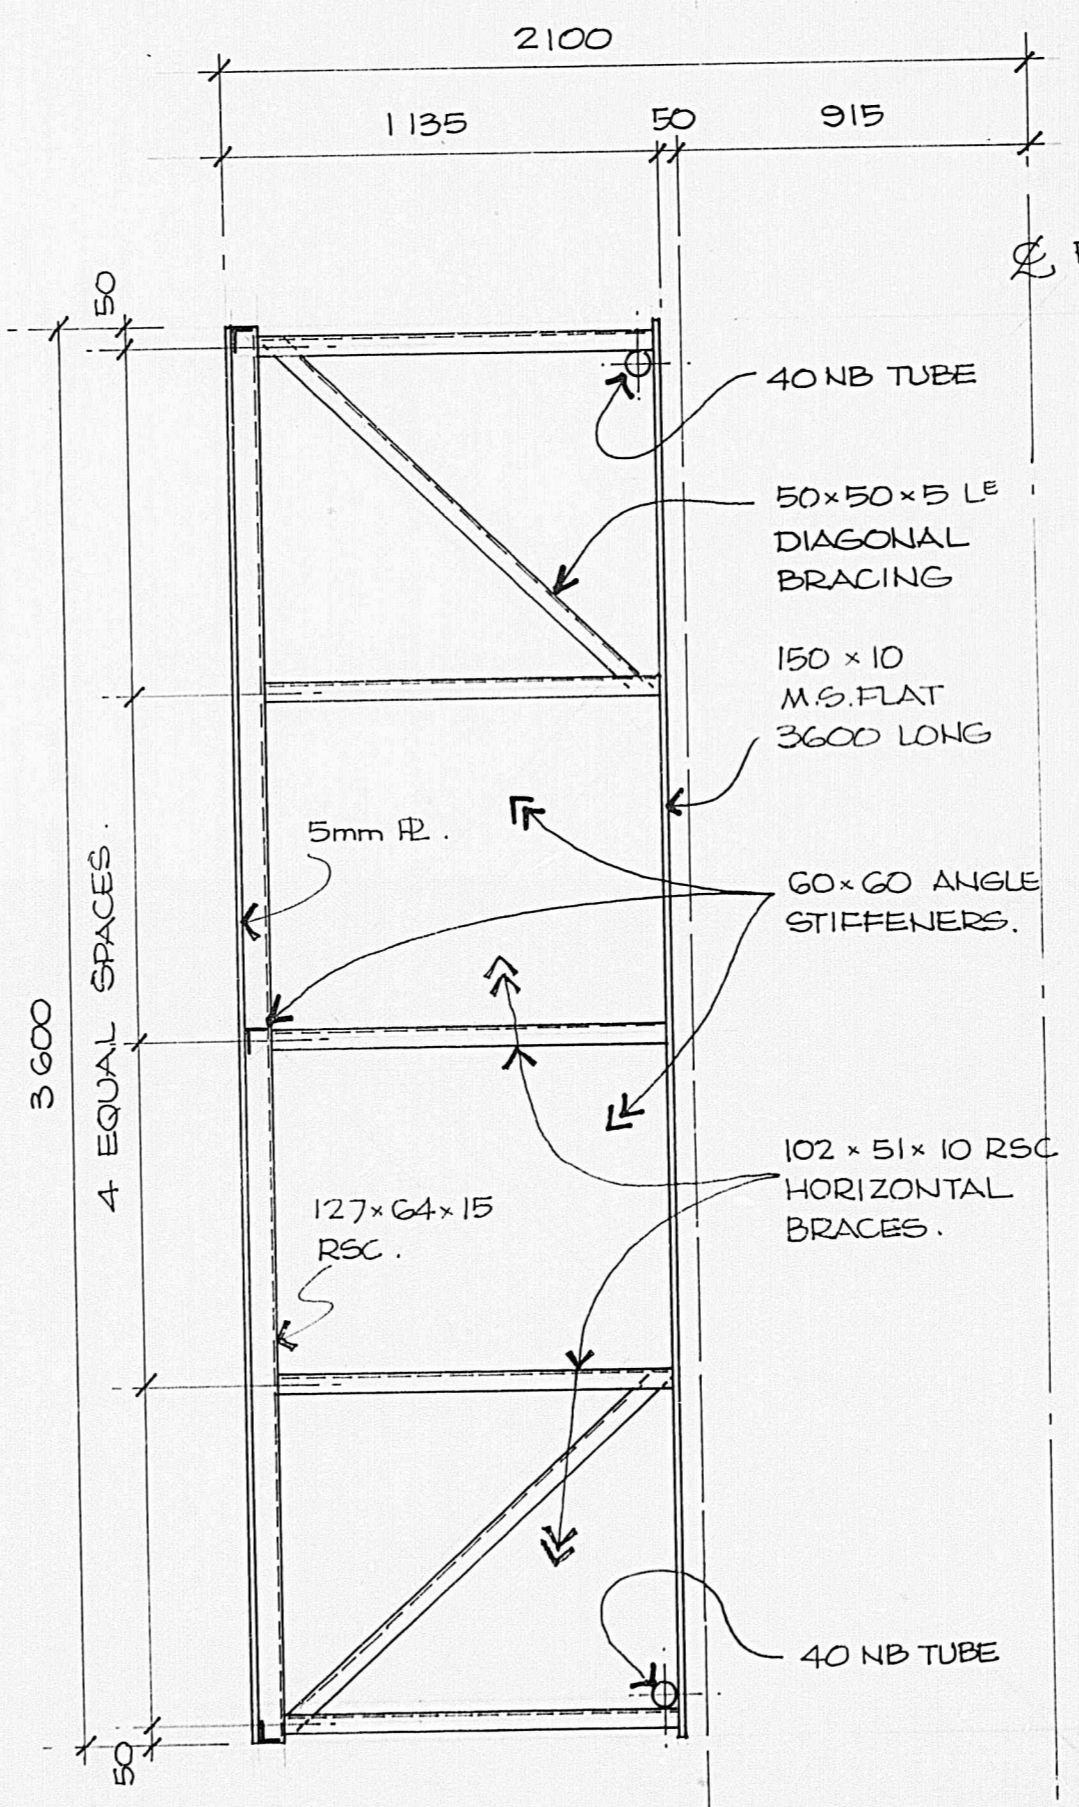 2100
1135
50
915
℄
50
40 NB TUBE
50×50×5 Lᴱ
DIAGONAL
BRACING
150 × 10
M.S. FLAT
3600 LONG
5mm PL.
60×60 ANGLE
STIFFENERS.
4 EQUAL SPACES.
3600
127×64×15
RSC.
102×51×10 RSC
HORIZONTAL
BRACES.
40 NB TUBE
50